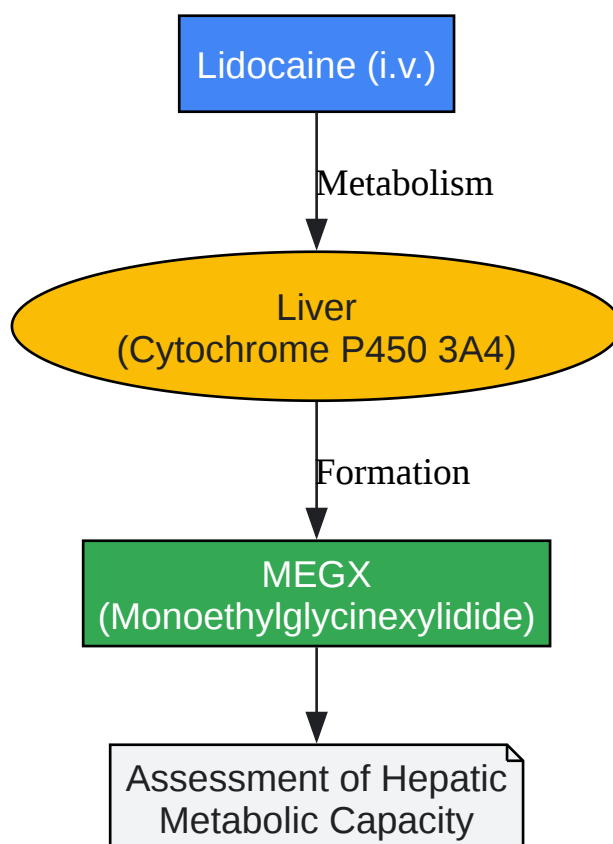 Lidocaine (i.v.)
Metabolism
Liver
(Cytochrome P450 3A4)
Formation
MEGX
(Monoethylglycinexylidide)
Assessment of Hepatic
Metabolic Capacity